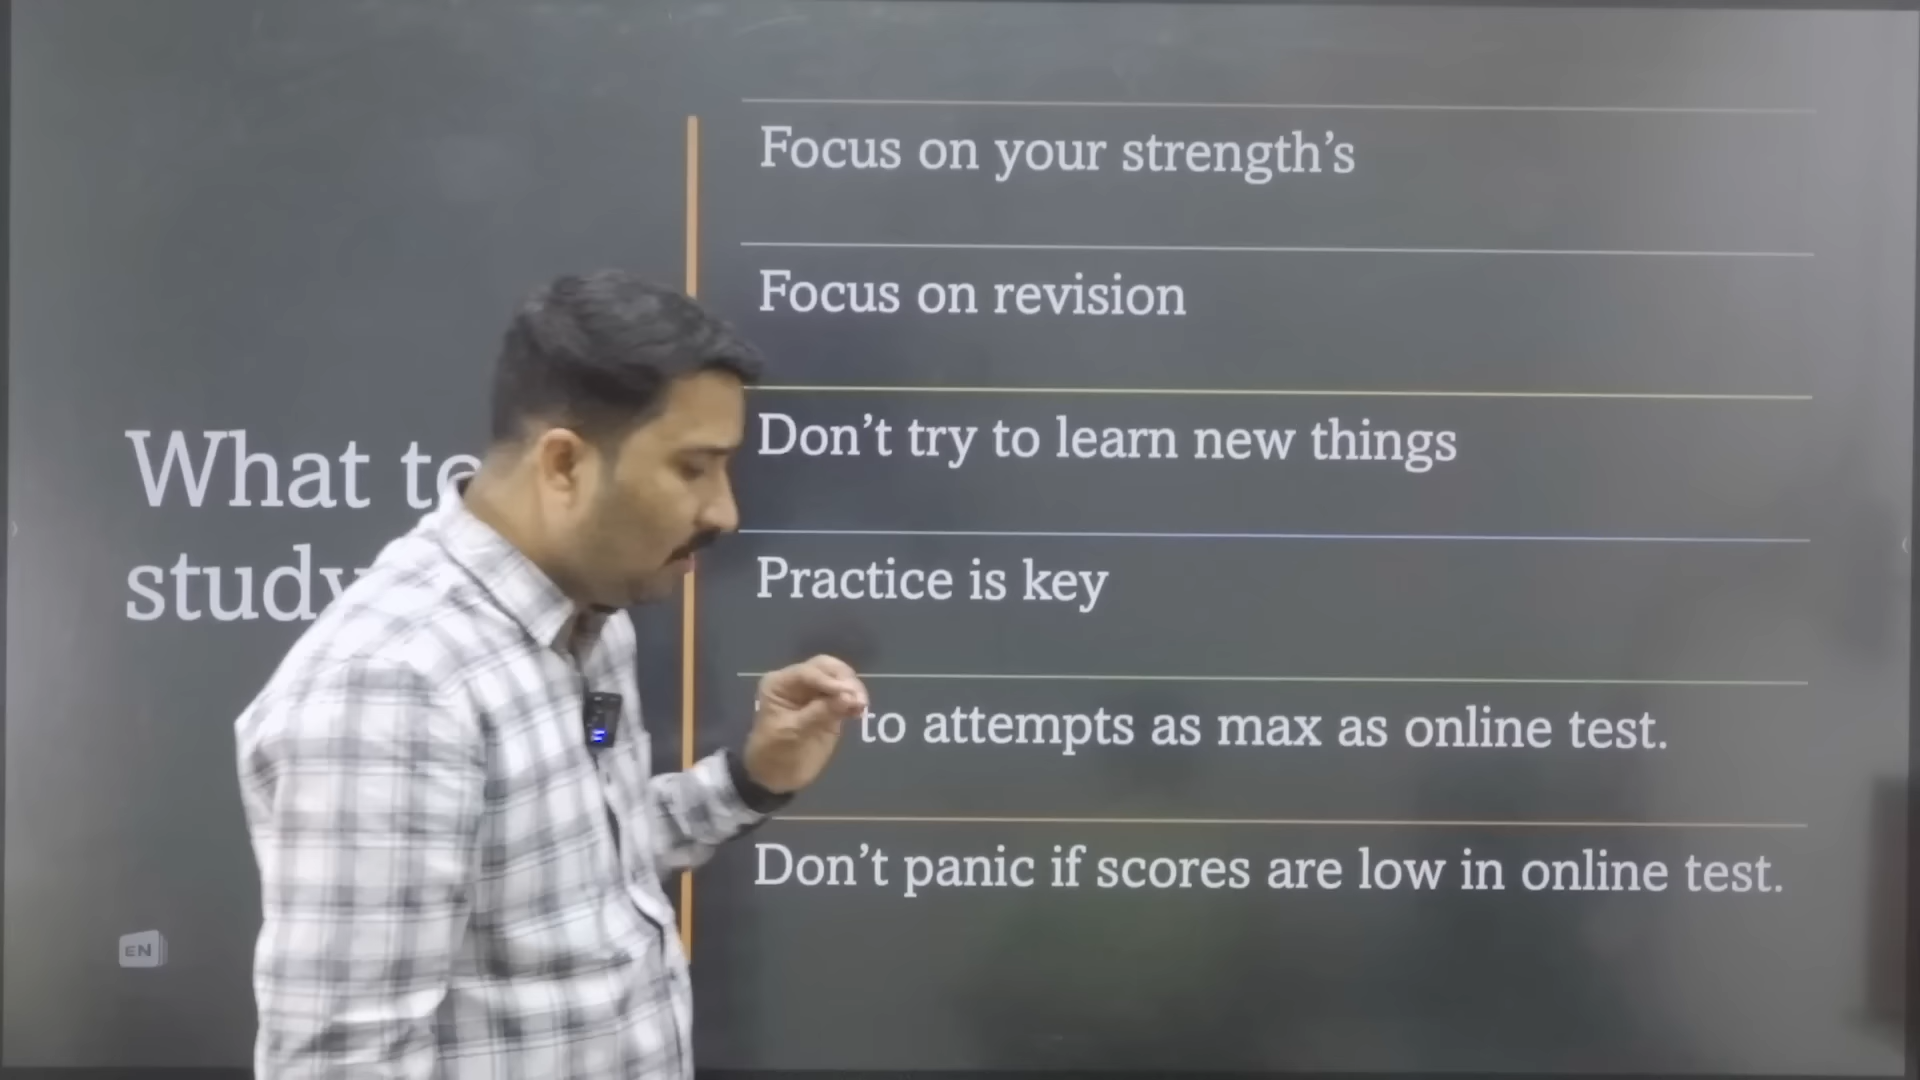 What to
study
Focus on your strength's
Focus on revision
Don't try to learn new things
Practice is key
to attempts as max as online test.
Don't panic if scores are low in online test.
EN